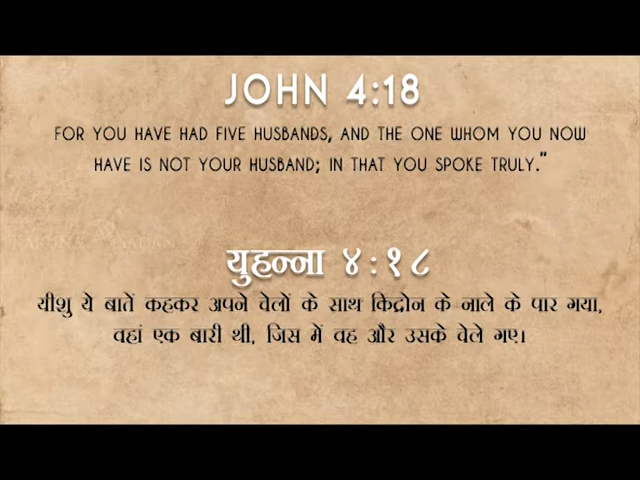 JOHN 4:18
FOR YOU HAVE HAD FIVE HUSBANDS, AND THE ONE WHOM YOU NOW
HAVE IS NOT YOUR HUSBAND; IN THAT YOU SPOKE TRULY."
युहन्ना ४:१८
यीशु ये बातें कहकर अपने चेलों के साथ किद्रोन के नाले के पार गया,
वहां एक बारी थी, जिस में वह और उसके चेले गए।